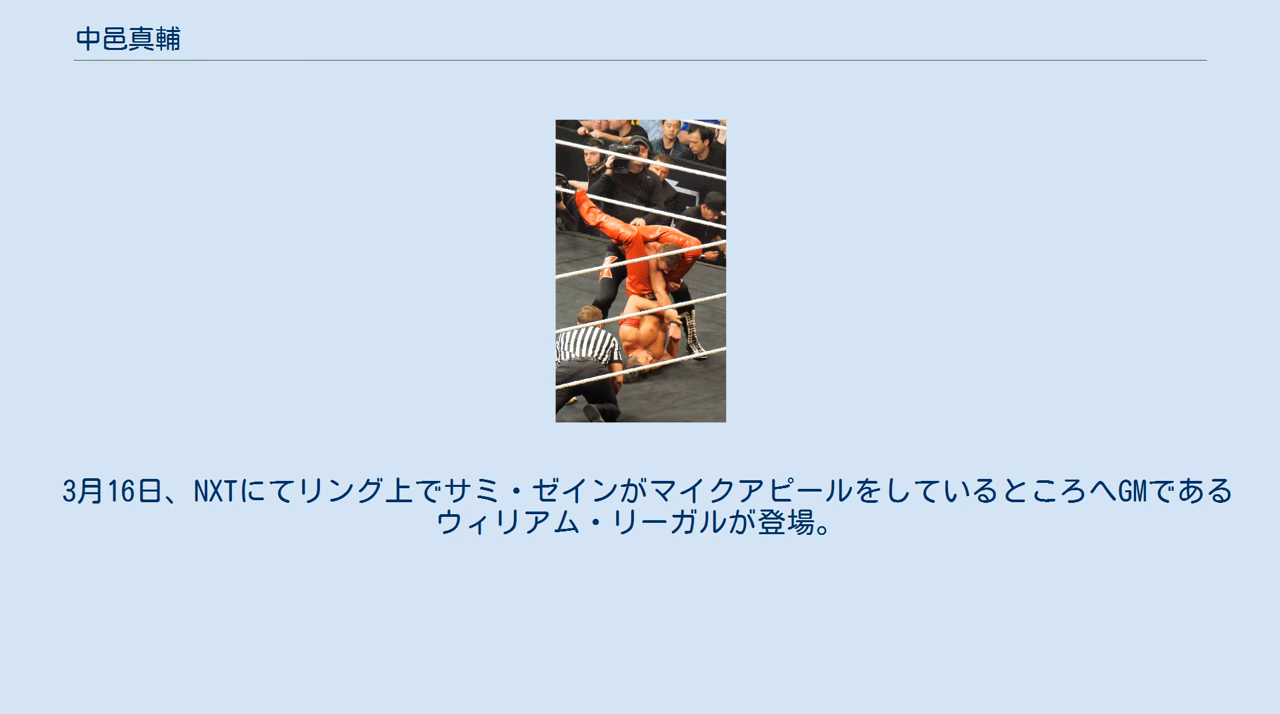 中邑真輔
3月16日、NXTにてリング上でサミ・ゼインがマイクアピールをしているところへGMである
ウィリアム・リーガルが登場。